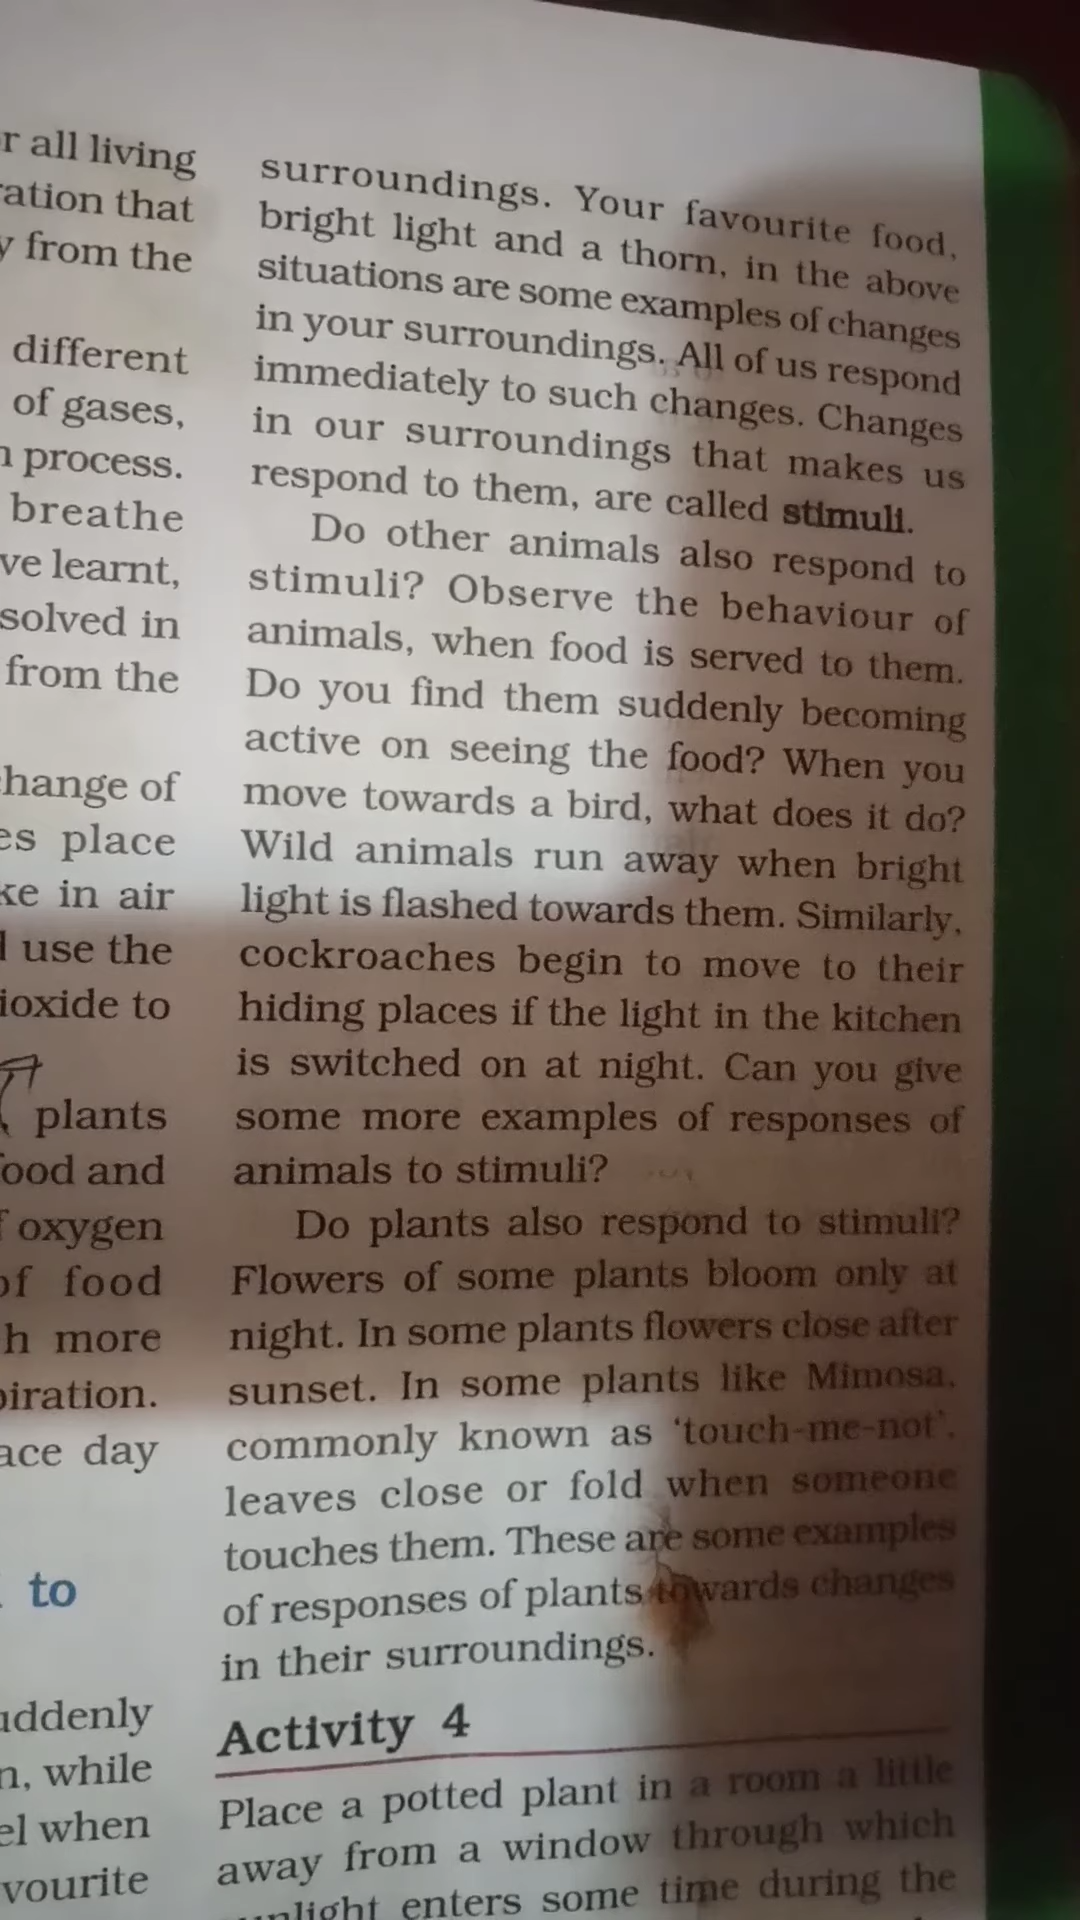 r all living
ation that
y from the
different
of gases,
process.
breathe
ve learnt,
solved in
from the
hange of
es place
ke in air
use the
ioxide to
plants
ood and
oxygen
of food
h more
piration.
ace day
to
uddenly
n, while
el when
vourite
surroundings. Your favourite food,
bright light and a thorn, in the above
situations are some examples of changes
in your surroundings. All of us respond
immediately to such changes. Changes
in our surroundings that makes us
respond to them, are called stimuli.
Do other animals also respond to
stimuli? Observe the behaviour of
animals, when food is served to them.
Do you find them suddenly becoming
active on seeing the food? When you
move towards a bird, what does it do?
Wild animals run away when bright
light is flashed towards them. Similarly,
cockroaches begin to move to their
hiding places if the light in the kitchen
is switched on at night. Can you give
some more examples of responses of
animals to stimuli?
Do plants also respond to stimuli?
Flowers of some plants bloom only at
night. In some plants flowers close after
sunset. In some plants like Mimosa,
commonly known as ‘touch-me-not’,
leaves close or fold when someone
touches them. These are some examples
of responses of plants towards changes
in their surroundings.
Activity 4
Place a potted plant in a room a little
away from a window through which
enters some time during the